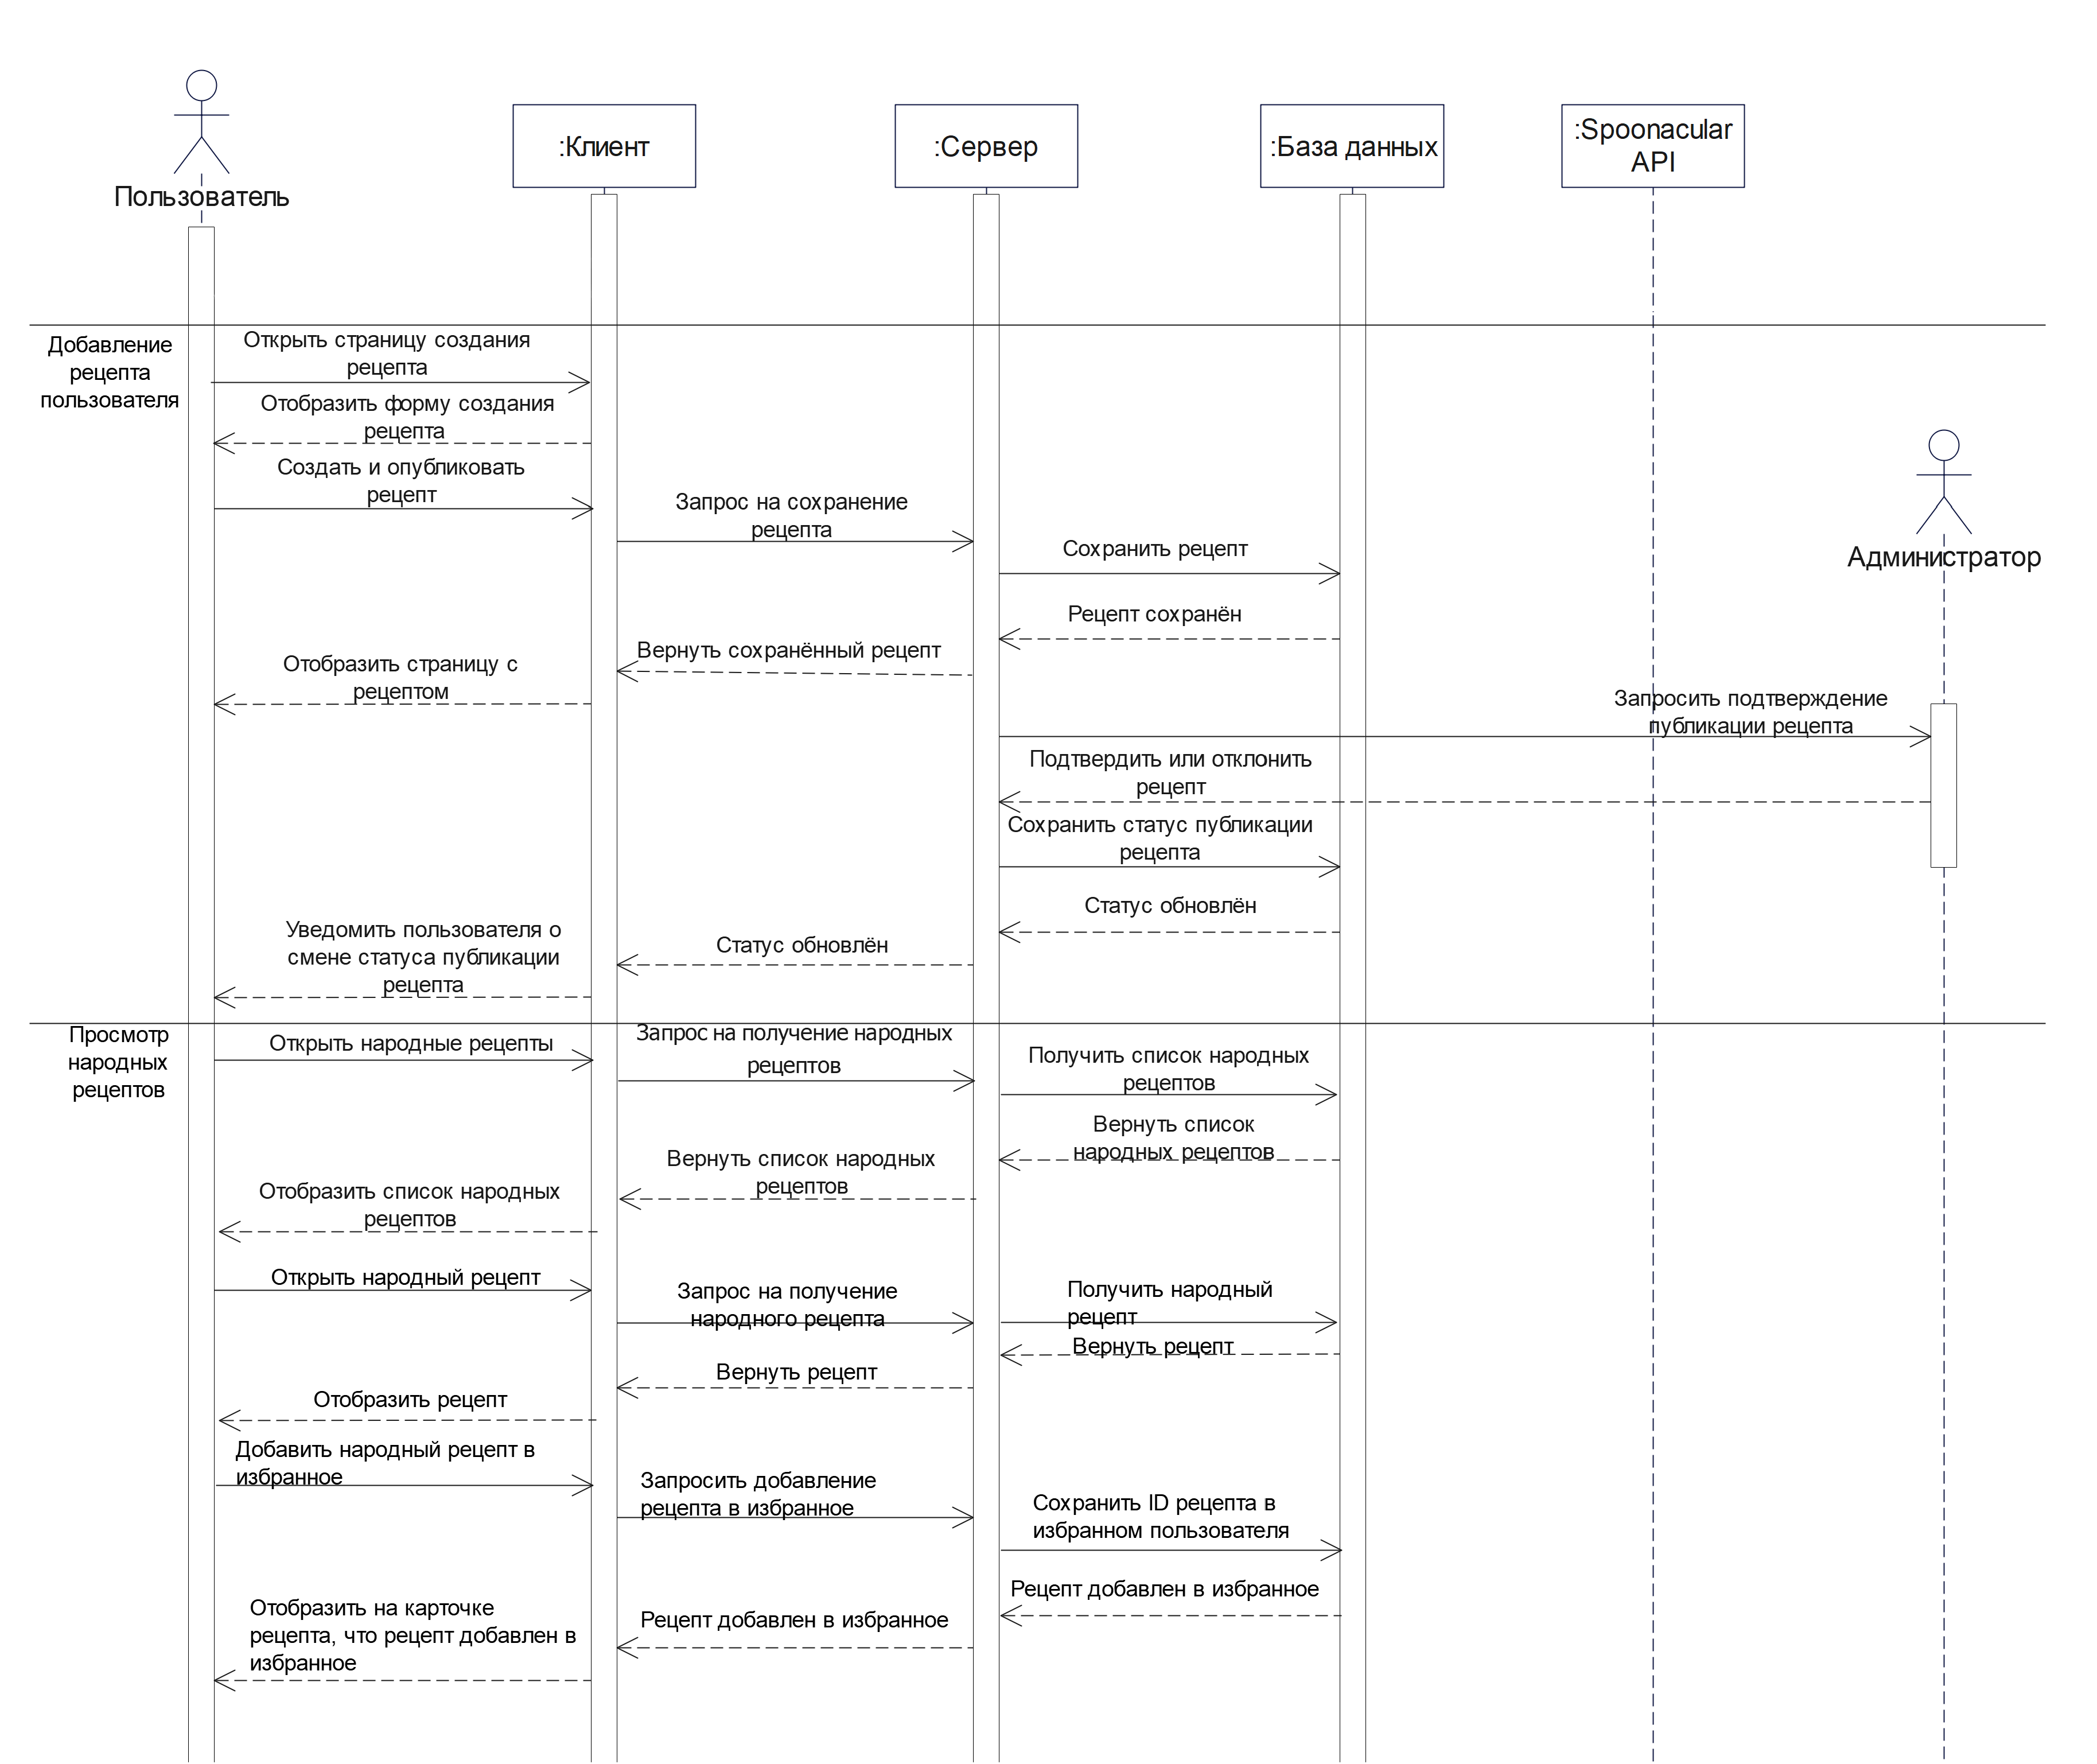 Пользователь
:Клиент
:Сервер
:База данных
:Spoonacular
API
Добавление
рецепта
пользователя
Открыть страницу создания
рецепта
Отобразить форму создания
рецепта
Создать и опубликовать
рецепт
Запрос на сохранение
рецепта
Сохранить рецепт
Администратор
Рецепт сохранён
Вернуть сохранённый рецепт
Отобразить страницу с
рецептом
Запросить подтверждение
публикации рецепта
Подтвердить или отклонить
рецепт
Сохранить статус публикации
рецепта
Статус обновлён
Статус обновлён
Уведомить пользователя о
смене статуса публикации
рецепта
Просмотр
народных
рецептов
Открыть народные рецепты
Запрос на получение народных
рецептов
Получить список народных
рецептов
Вернуть список
народных рецептов
Вернуть список народных
рецептов
Отобразить список народных
рецептов
Открыть народный рецепт
Запрос на получение
народного рецепта
Получить народный
рецепт
Вернуть рецепт
Вернуть рецепт
Отобразить рецепт
Добавить народный рецепт в
избранное
Запросить добавление
рецепта в избранное
Сохранить ID рецепта в
избранном пользователя
Рецепт добавлен в избранное
Рецепт добавлен в избранное
Отобразить на карточке
рецепта, что рецепт добавлен в
избранное